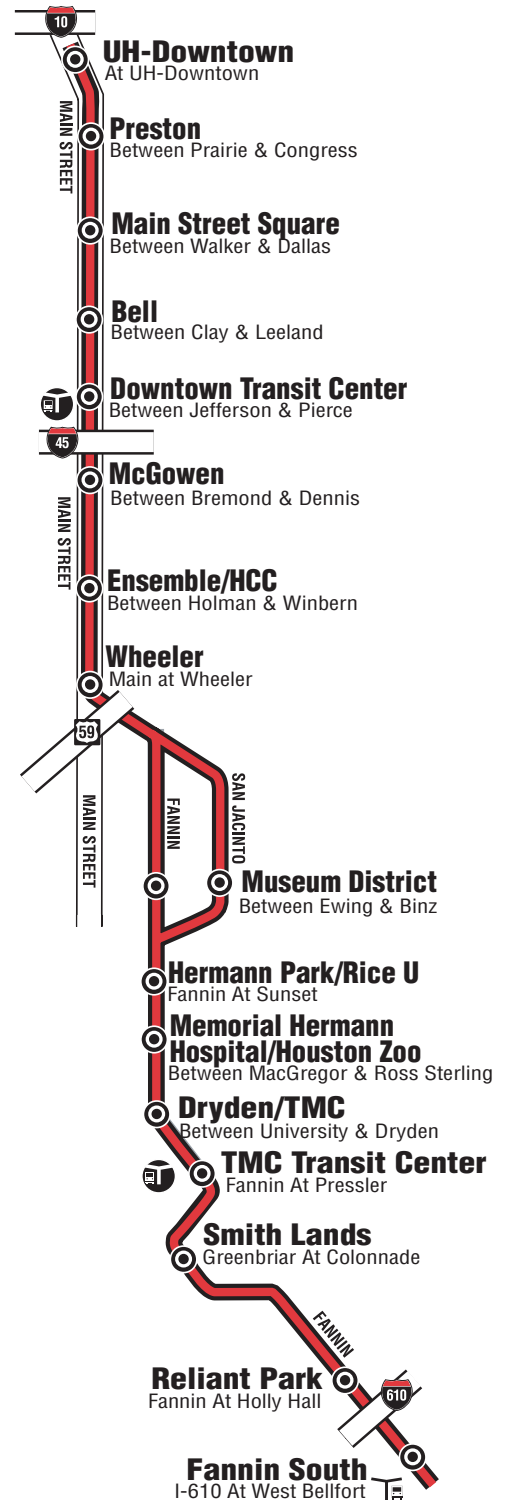 10
UH-Downtown
At UH-Downtown
MAIN STREET
Preston
Between Prairie & Congress
Main Street Square
Between Walker & Dallas
Bell
Between Clay & Leeland
Downtown Transit Center
Between Jefferson & Pierce
45
McGowen
Between Bremond & Dennis
MAIN STREET
Ensemble/HCC
Between Holman & Winbern
Wheeler
Main at Wheeler
59
MAIN STREET
FANNIN
SAN JACINTO
Museum District
Between Ewing & Binz
Hermann Park/Rice U
Fannin At Sunset
Memorial Hermann
Hospital/Houston Zoo
Between MacGregor & Ross Sterling
Dryden/TMC
Between University & Dryden
TMC Transit Center
Fannin At Pressler
Smith Lands
Greenbriar At Colonnade
FANNIN
Reliant Park
Fannin At Holly Hall
610
Fannin South
I-610 At West Bellfort